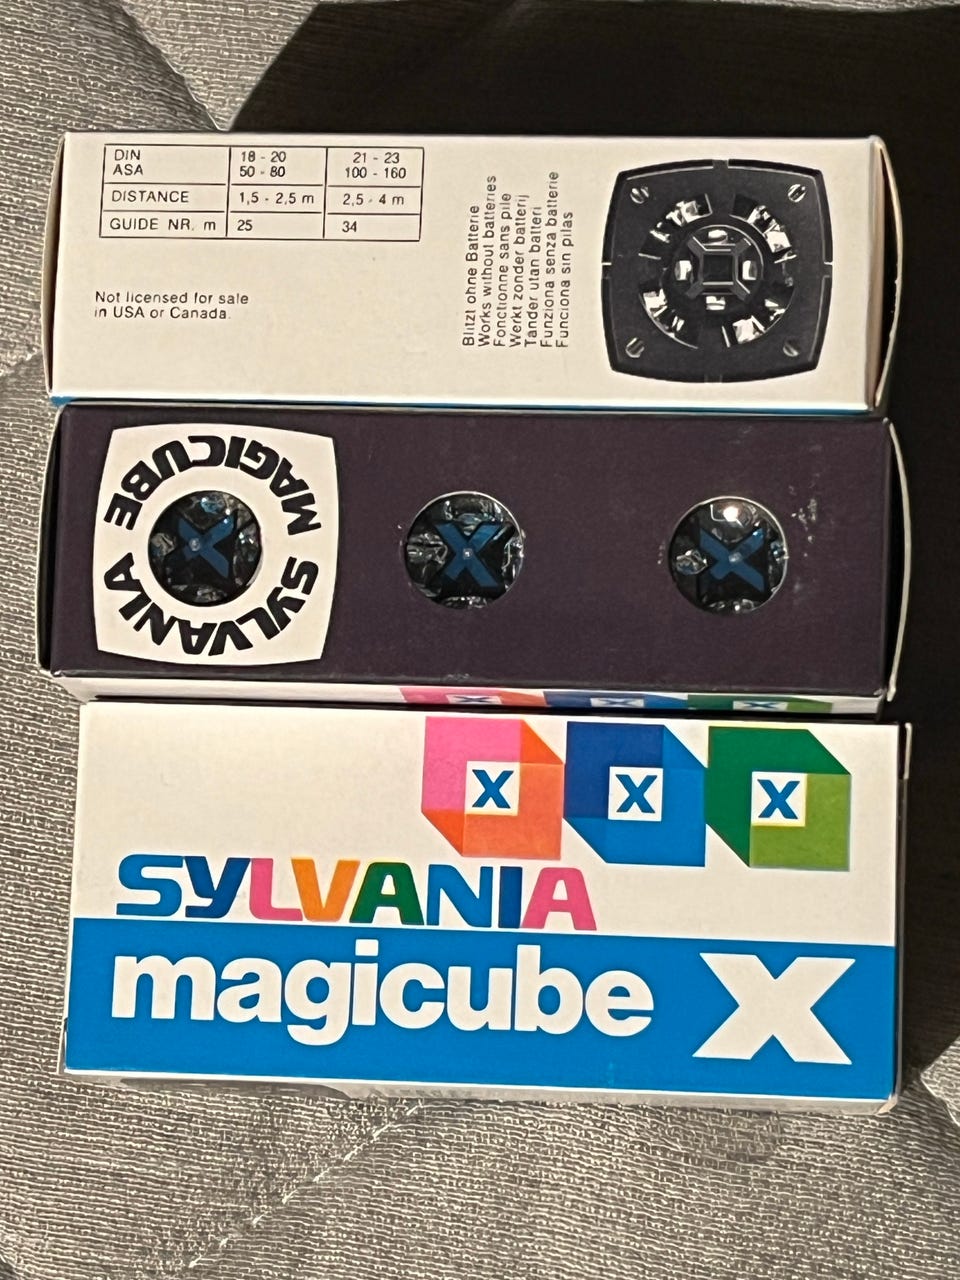 DIN 18 - 20 21 - 23
ASA 50 - 80 100 - 160
DISTANCE 1,5 - 2,5 m 2,5 - 4 m
GUIDE NR. m 25 34
Not licensed for sale
in USA or Canada.
Blitzt ohne Batterie
Works without batteries
Fonctionne sans pile
Werkt zonder batterij
Tänder utan batteri
Funziona senza batterie
Funciona sin pilas
SYLVANIA MAGICUBE
X
X
X
X
X
X
X
X
X
SYLVANIA
magicube X